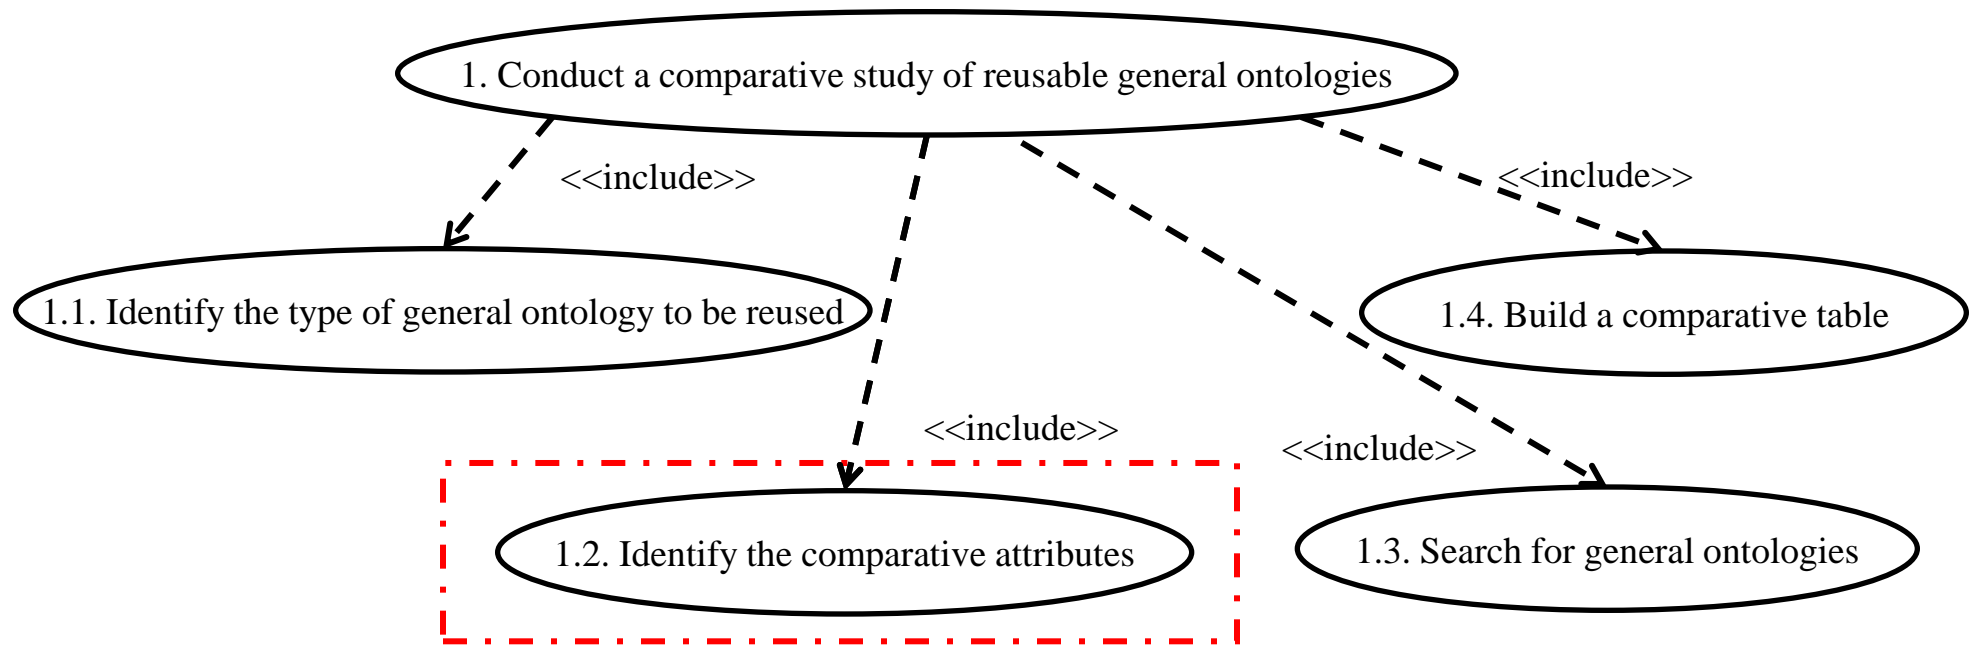 1. Conduct a comparative study of reusable general ontologies
<<include>>
<<include>>
1.1. Identify the type of general ontology to be reused
1.4. Build a comparative table
<<include>>
<<include>>
1.2. Identify the comparative attributes
1.3. Search for general ontologies